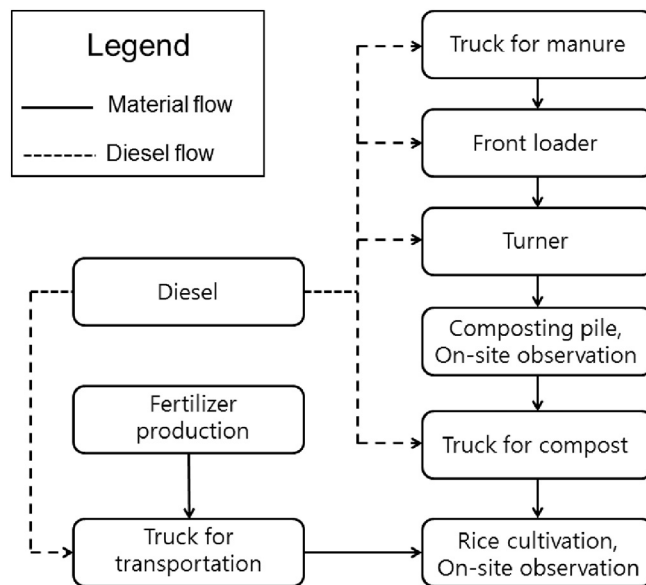 Legend
Material flow
Diesel flow
Truck for manure
Front loader
Turner
Diesel
Composting pile,
On-site observation
Fertilizer
production
Truck for compost
Truck for
transportation
Rice cultivation,
On-site observation